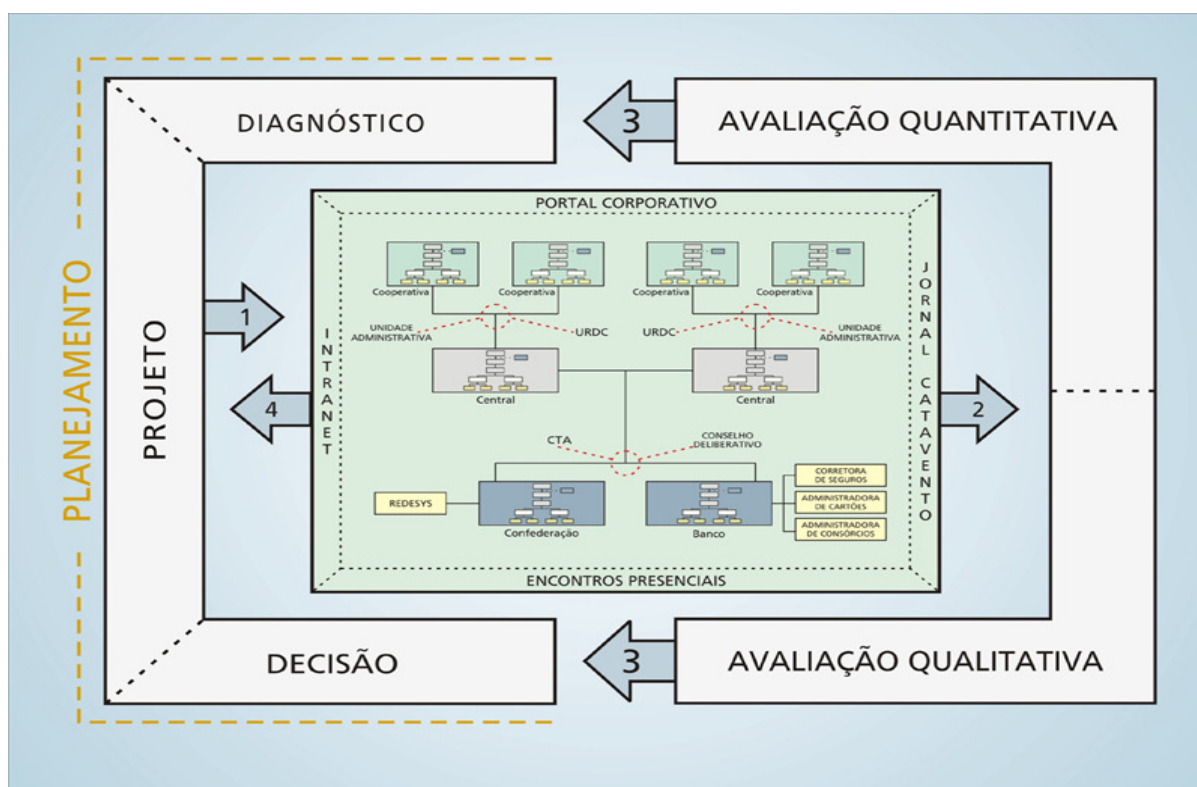 PLANEJAMENTO
PROJETO
DIAGNÓSTICO
DECISÃO
3
AVALIAÇÃO QUANTITATIVA
1
4
2
3
AVALIAÇÃO QUALITATIVA
PORTAL CORPORATIVO
INTRANET
JORNAL CATAVENTO
ENCONTROS PRESENCIAIS
Cooperativa
Cooperativa
Cooperativa
Cooperativa
UNIDADE
ADMINISTRATIVA
URDC
URDC
UNIDADE
ADMINISTRATIVA
Central
Central
CTA
CONSELHO
DELIBERATIVO
REDESYS
Confederação
Banco
CORRETORA
DE SEGUROS
ADMINISTRADORA
DE CARTÕES
ADMINISTRADORA
DE CONSÓRCIOS